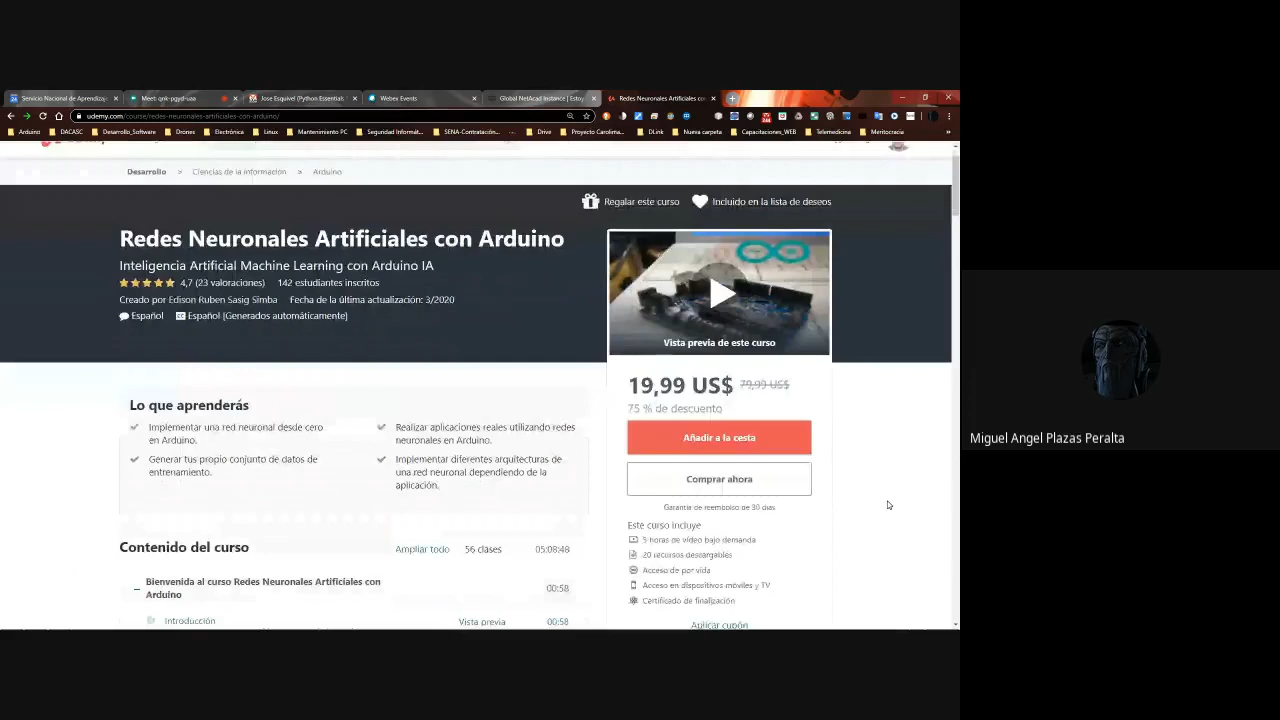 Servicio Nacional de Aprendizaj
Meet: qnk-pgyd-uaa
Jose Esquivel (Python Essentials
Webex Events
Global NetAcad Instance | Estoy
Redes Neuronales Artificiales co
udemy.com/course/redes-neuronales-artificiales-con-arduino/
Arduino
DACASC
Desarrollo_Software
Drones
Electrónica
Linux
Mantenimiento PC
Seguridad Informát...
SENA-Contratación...
Drive
Proyecto Carolima...
DLink
Nueva carpeta
Capacitaciones_WEB
Telemedicina
Meritocracia
Desarrollo > Ciencias de la información > Arduino
Regalar este curso
Incluido en la lista de deseos
Redes Neuronales Artificiales con Arduino
Inteligencia Artificial Machine Learning con Arduino IA
4,7 (23 valoraciones) 142 estudiantes inscritos
Creado por Edison Ruben Sasig Simba Fecha de la última actualización: 3/2020
Español Español [Generados automáticamente]
Vista previa de este curso
19,99 US$ 79,99 US$
75 % de descuento
Añadir a la cesta
Comprar ahora
Garantía de reembolso de 30 días
Este curso incluye
5 horas de vídeo bajo demanda
20 recursos descargables
Acceso de por vida
Acceso en dispositivos móviles y TV
Certificado de finalización
Aplicar cupón
Lo que aprenderás
Implementar una red neuronal desde cero
en Arduino.
Generar tus propio conjunto de datos de
entrenamiento.
Realizar aplicaciones reales utilizando redes
neuronales en Arduino.
Implementar diferentes arquitecturas de
una red neuronal dependiendo de la
aplicación.
Contenido del curso
Ampliar todo 56 clases 05:08:48
Bienvenida al curso Redes Neuronales Artificiales con
Arduino
00:58
Introducción Vista previa 00:58
Miguel Angel Plazas Peralta